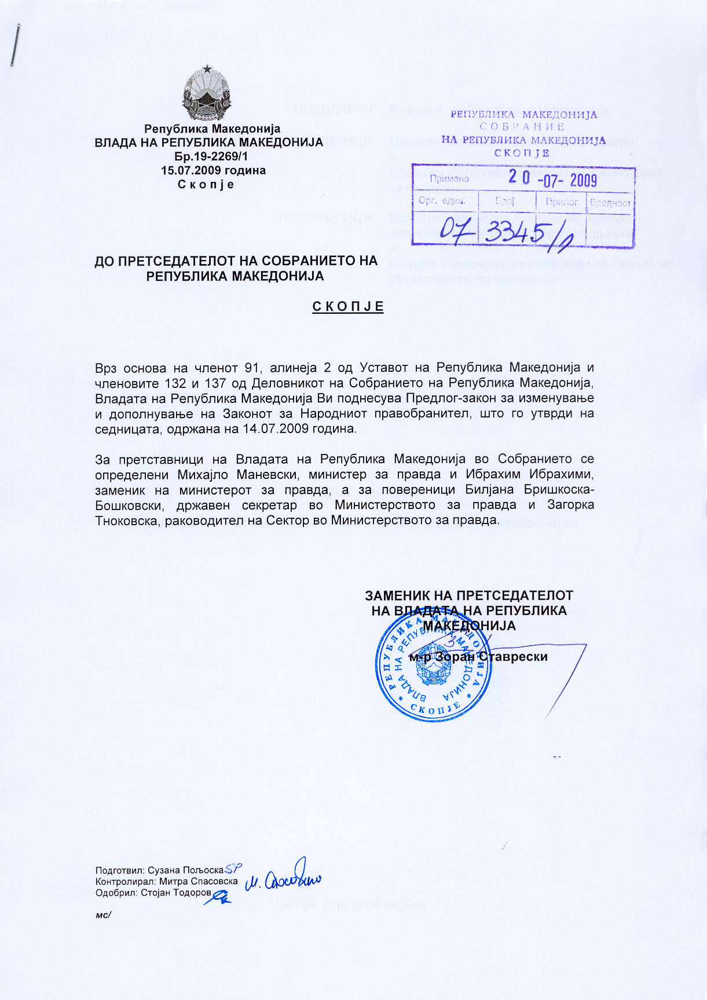 Република Македонија
ВЛАДА НА РЕПУБЛИКА МАКЕДОНИЈА
Бр.19-2269/1
15.07.2009 година
С к о п ј е
РЕПУБЛИКА МАКЕДОНИЈА
СОБРАНИЕ
НА РЕПУБЛИКА МАКЕДОНИЈА
СКОПЈЕ
Примено 20 -07- 2009
Орг. един. Број Прилог Вредност
07 3345/1
ДО ПРЕТСЕДАТЕЛОТ НА СОБРАНИЕТО НА
РЕПУБЛИКА МАКЕДОНИЈА
С К О П Ј Е
Врз основа на членот 91, алинеја 2 од Уставот на Република Македонија и
членовите 132 и 137 од Деловникот на Собранието на Република Македонија,
Владата на Република Македонија Ви поднесува Предлог-закон за изменување
и дополнување на Законот за Народниот правобранител, што го утврди на
седницата, одржана на 14.07.2009 година.
За претставници на Владата на Република Македонија во Собранието се
определени Михајло Маневски, министер за правда и Ибрахим Ибрахими,
заменик на министерот за правда, а за повереници Билјана Бришкоска-
Бошковски, државен секретар во Министерството за правда и Загорка
Тноковска, раководител на Сектор во Министерството за правда.
ЗАМЕНИК НА ПРЕТСЕДАТЕЛОТ
НА ВЛАДАТА НА РЕПУБЛИКА
МАКЕДОНИЈА
м-р Зоран Ставрески
РЕПУБЛИКА МАКЕДОНИЈА
ВЛАДА НА РЕПУБЛИКА МАКЕДОНИЈА
СКОПЈЕ
Подготвил: Сузана Пољоска SP
Контролирал: Митра Спасовска М. Спасовска
Одобрил: Стојан Тодоров
мс/